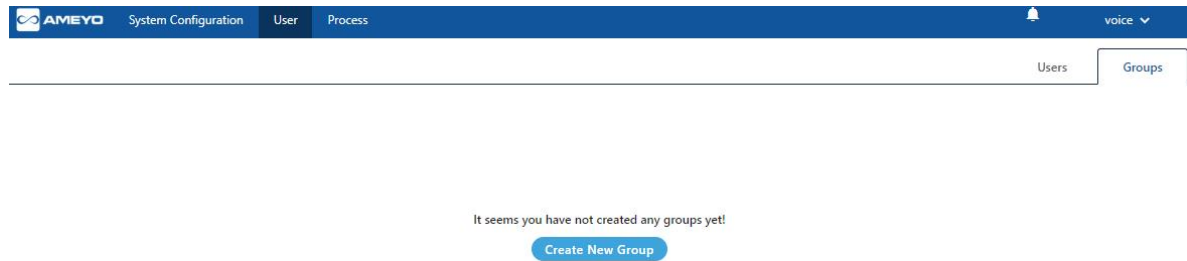 AMEYO System Configuration User Process voice
Users Groups
It seems you have not created any groups yet!
Create New Group